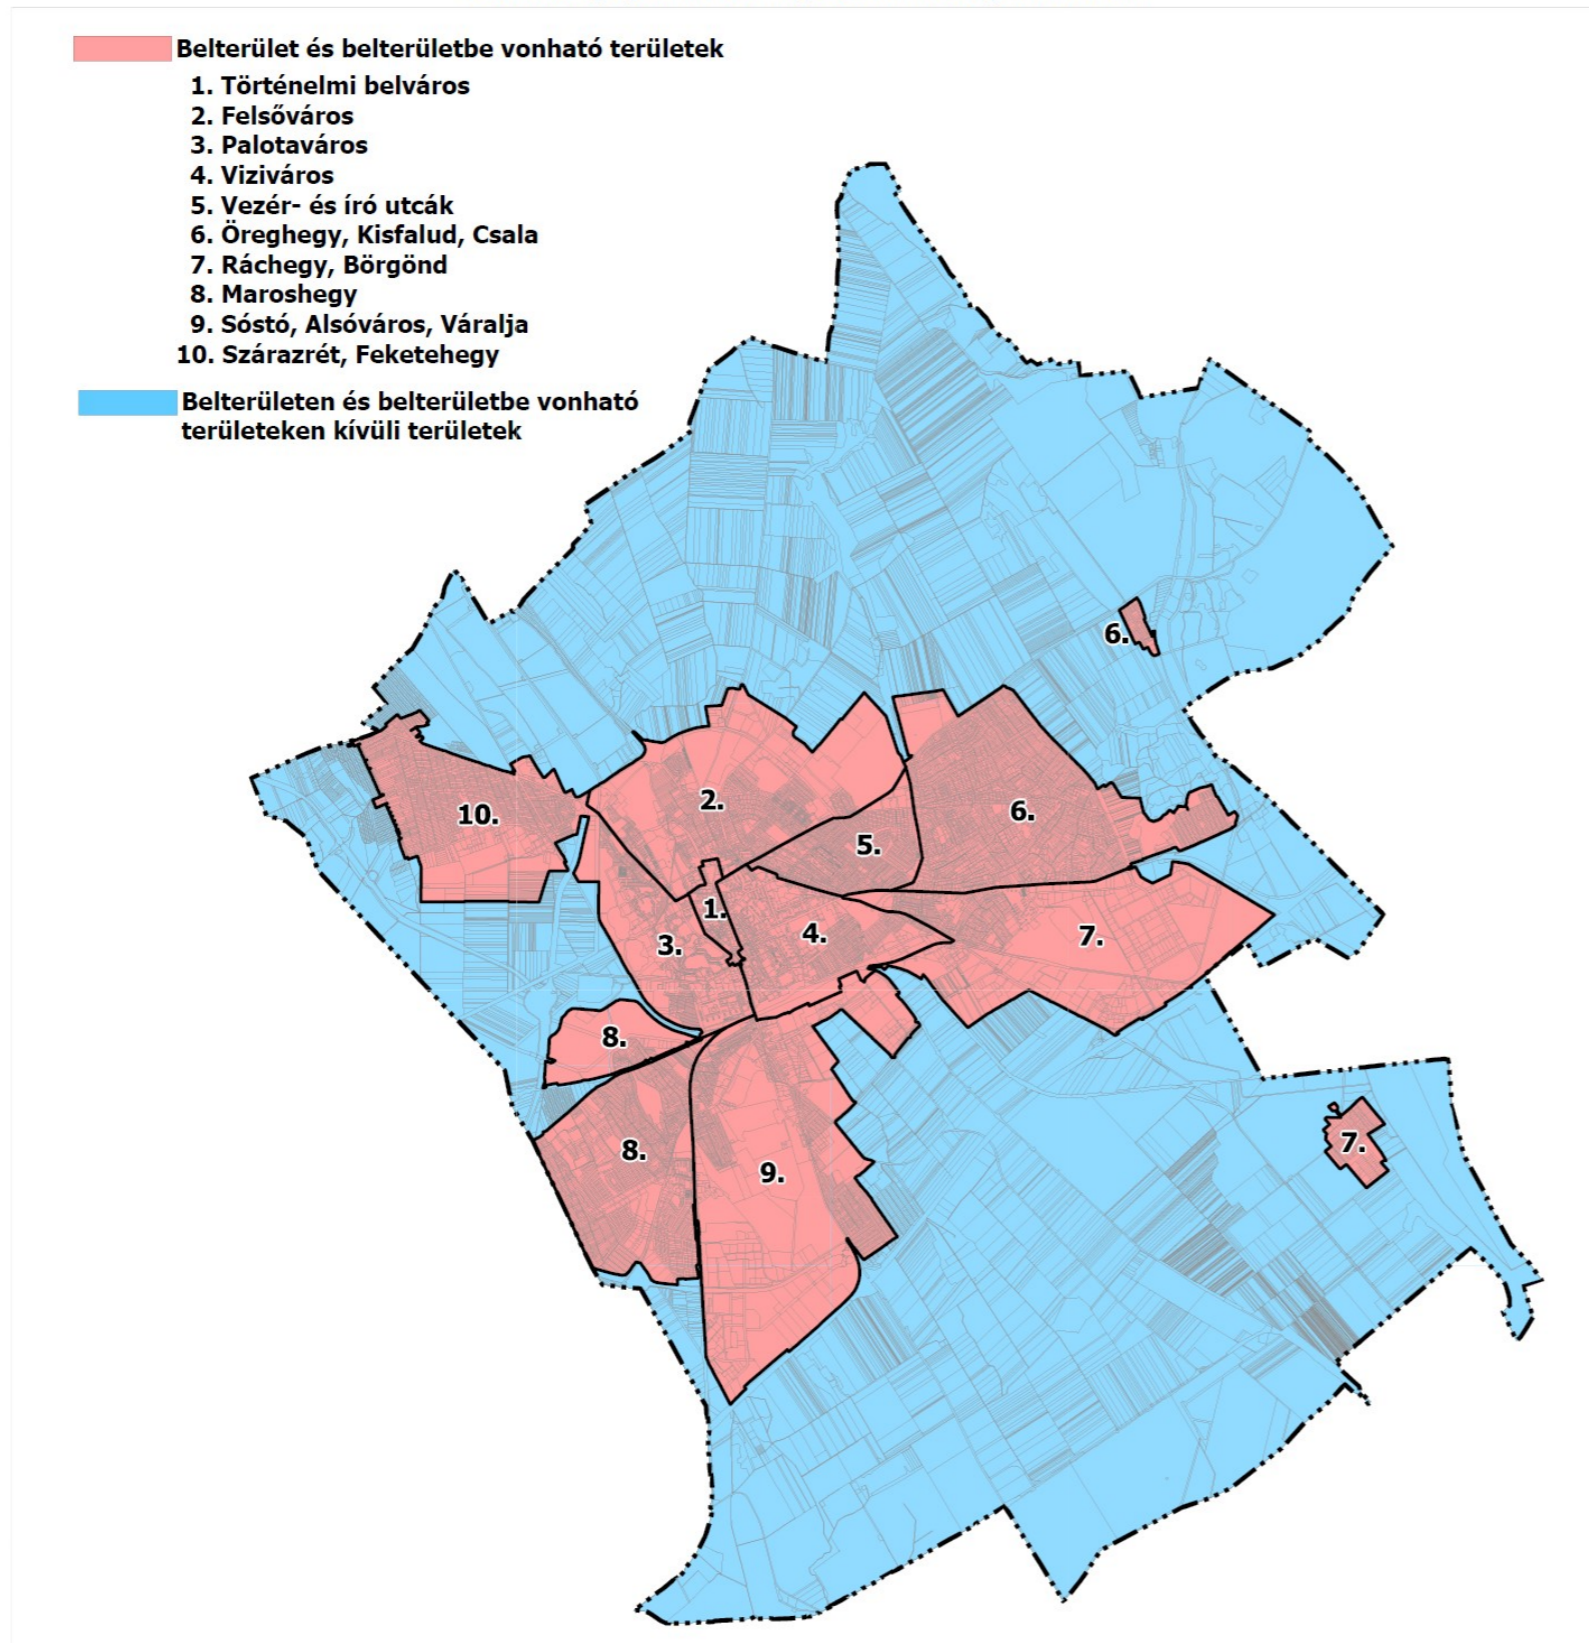 Belterület és belterületbe vonható területek
1. Történelmi belváros
2. Felsőváros
3. Palotaváros
4. Viziváros
5. Vezér- és író utcák
6. Öreghegy, Kisfalud, Csala
7. Ráchegy, Börgönd
8. Maroshegy
9. Sóstó, Alsóváros, Váralja
10. Szárazrét, Feketehegy
Belterületen és belterületbe vonható
területeken kívüli területek
6.
2.
6.
10.
5.
1.
4.
7.
3.
8.
7.
8.
9.